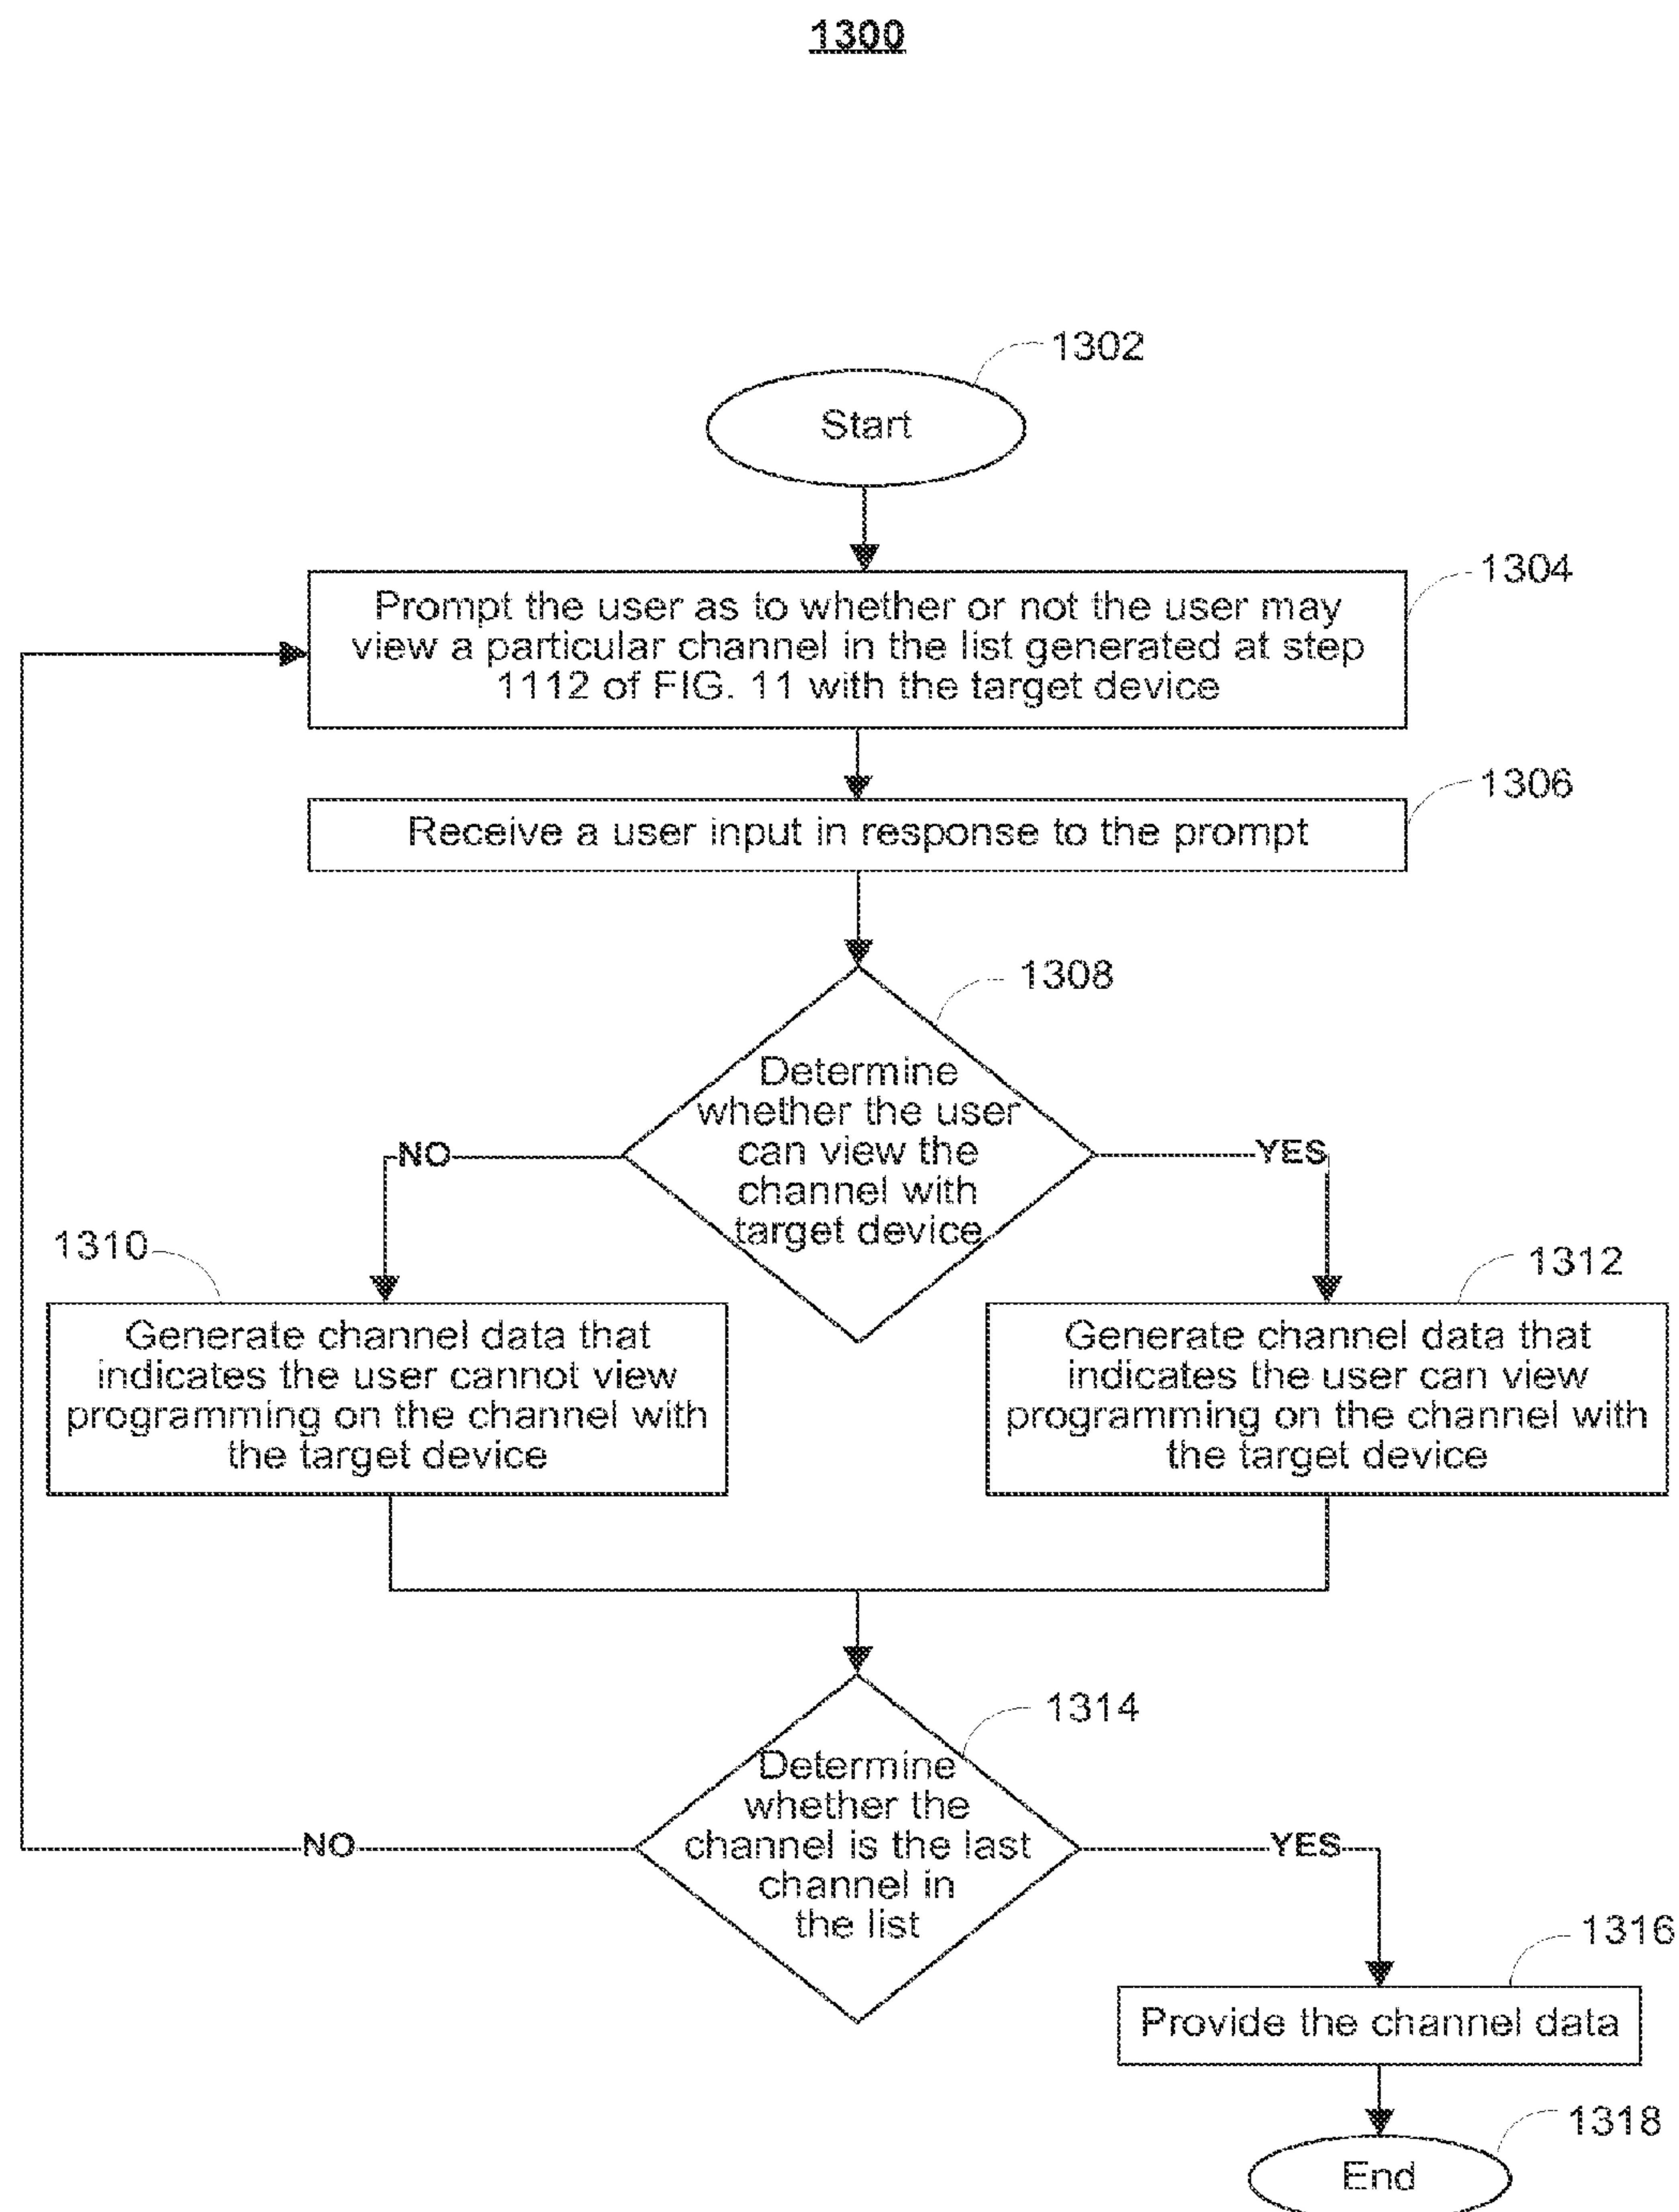 1300
1302
Start
1304
Prompt the user as to whether or not the user may
view a particular channel in the list generated at step
1112 of FIG. 11 with the target device
1306
Receive a user input in response to the prompt
1308
Determine
whether the user
can view the
channel with
target device
NO
YES
1310
1312
Generate channel data that
indicates the user cannot view
programming on the channel with
the target device
Generate channel data that
indicates the user can view
programming on the channel with
the target device
1314
Determine
whether the
channel is the last
channel in
the list
NO
YES
1316
Provide the channel data
1318
End